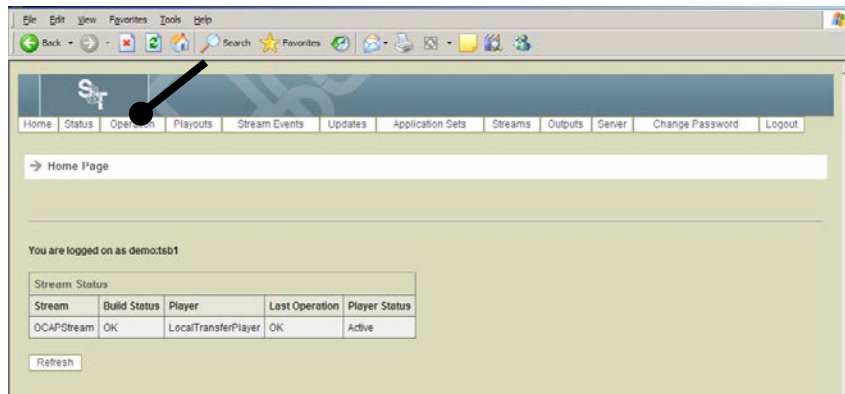 File Edit View Favorites Tools Help
Back Search Favorites
S&T
Home Status Operation Playouts Stream Events Updates Application Sets Streams Outputs Server Change Password Logout
Home Page
You are logged on as demo:tsb1
Stream Status
Stream Build Status Player Last Operation Player Status
OCAPStream OK LocalTransferPlayer OK Active
Refresh